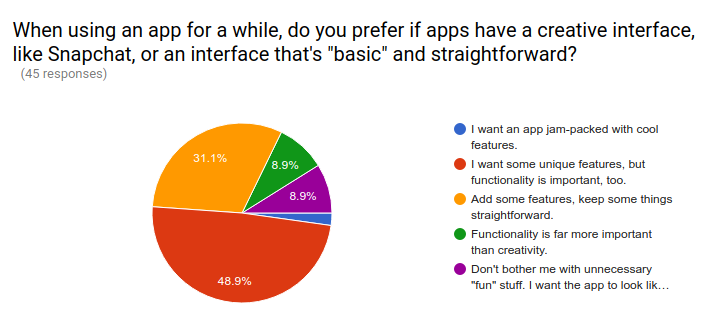 When using an app for a while, do you prefer if apps have a creative interface,
like Snapchat, or an interface that's "basic" and straightforward?
(45 responses)
31.1%
8.9%
8.9%
48.9%
I want an app jam-packed with cool
features.
I want some unique features, but
functionality is important, too.
Add some features, keep some things
straightforward.
Functionality is far more important
than creativity.
Don't bother me with unnecessary
"fun" stuff. I want the app to look lik…